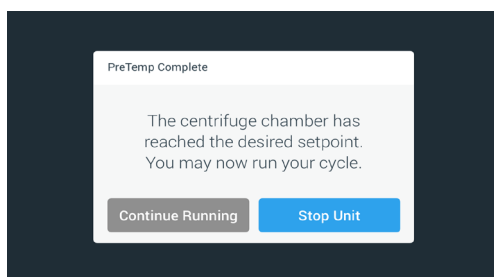 PreTemp Complete
The centrifuge chamber has
reached the desired setpoint.
You may now run your cycle.
Continue Running
Stop Unit